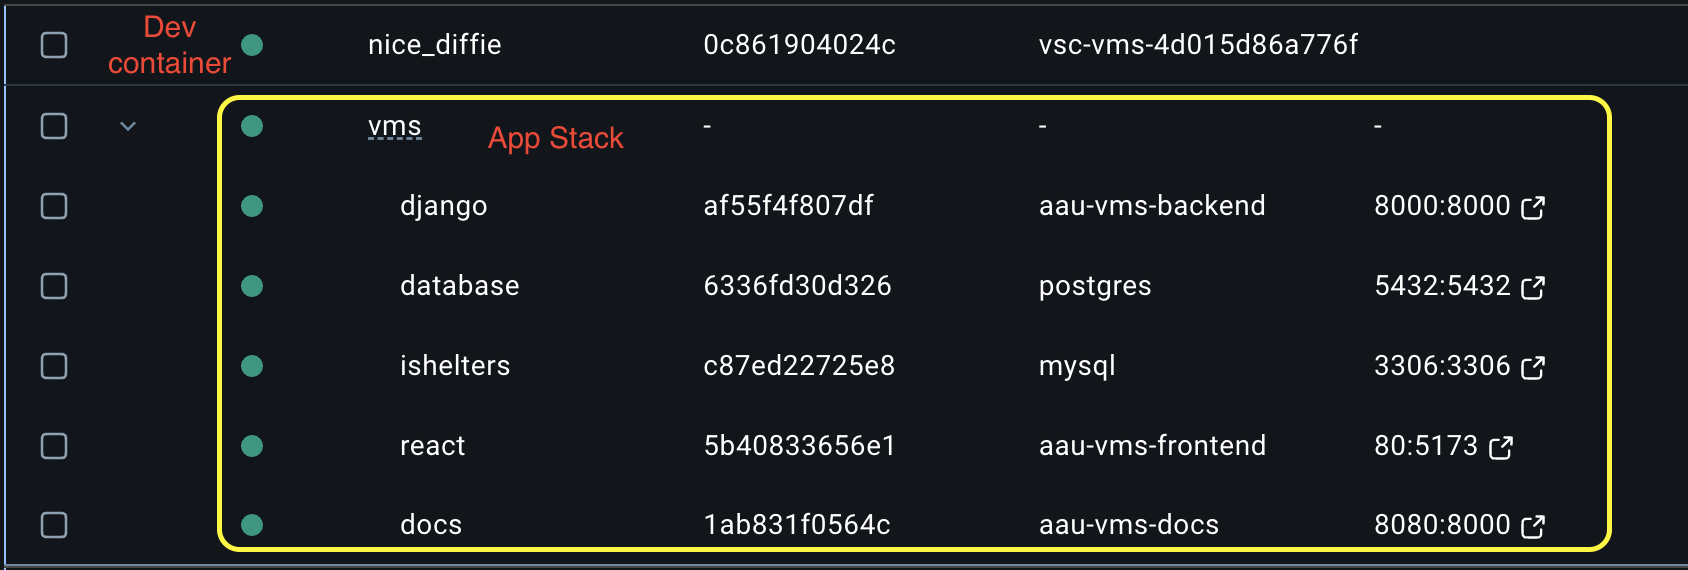 Dev
container
nice_diffie 0c861904024c vsc-vms-4d015d86a776f
vms App Stack - - -
django af55f4f807df aau-vms-backend 8000:8000
database 6336fd30d326 postgres 5432:5432
ishelters c87ed22725e8 mysql 3306:3306
react 5b40833656e1 aau-vms-frontend 80:5173
docs 1ab831f0564c aau-vms-docs 8080:8000